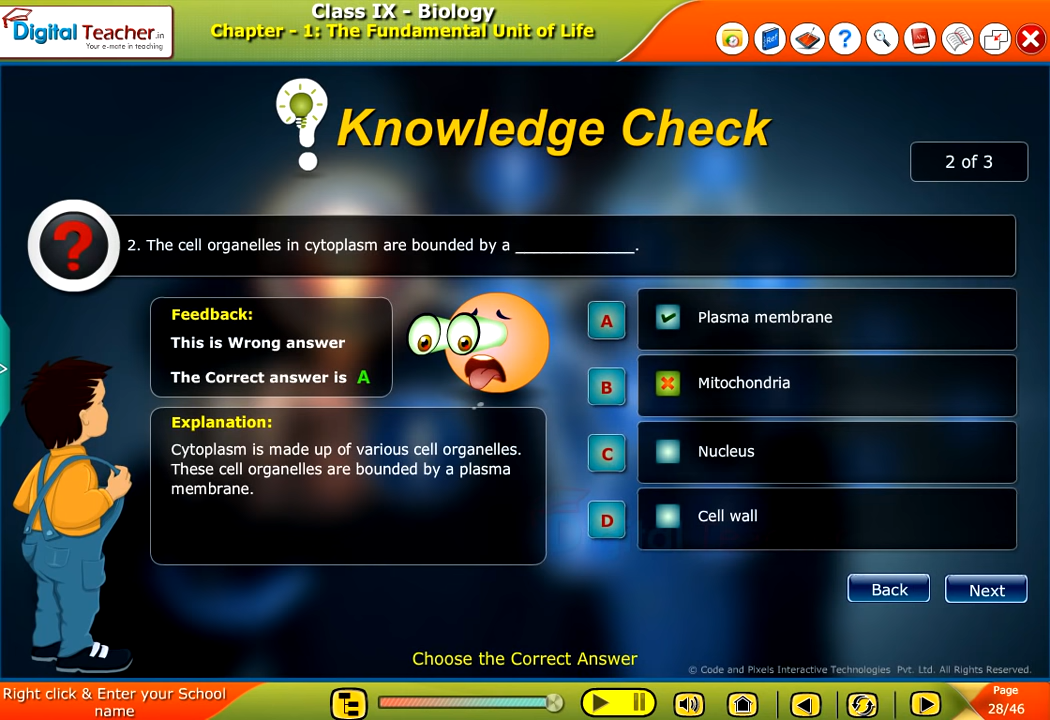 Class IX - Biology
Chapter - 1: The Fundamental Unit of Life
Digital Teacher.in
Your e-mate in teaching
Ref
Knowledge Check
2 of 3
2. The cell organelles in cytoplasm are bounded by a ______________.
Feedback:
This is Wrong answer
The Correct answer is A
Explanation:
Cytoplasm is made up of various cell organelles.
These cell organelles are bounded by a plasma
membrane.
A Plasma membrane
B Mitochondria
C Nucleus
D Cell wall
Back Next
Choose the Correct Answer
© Code and Pixels Interactive Technologies Pvt. Ltd. All Rights Reserved.
Right click & Enter your School
name
Page
28/46